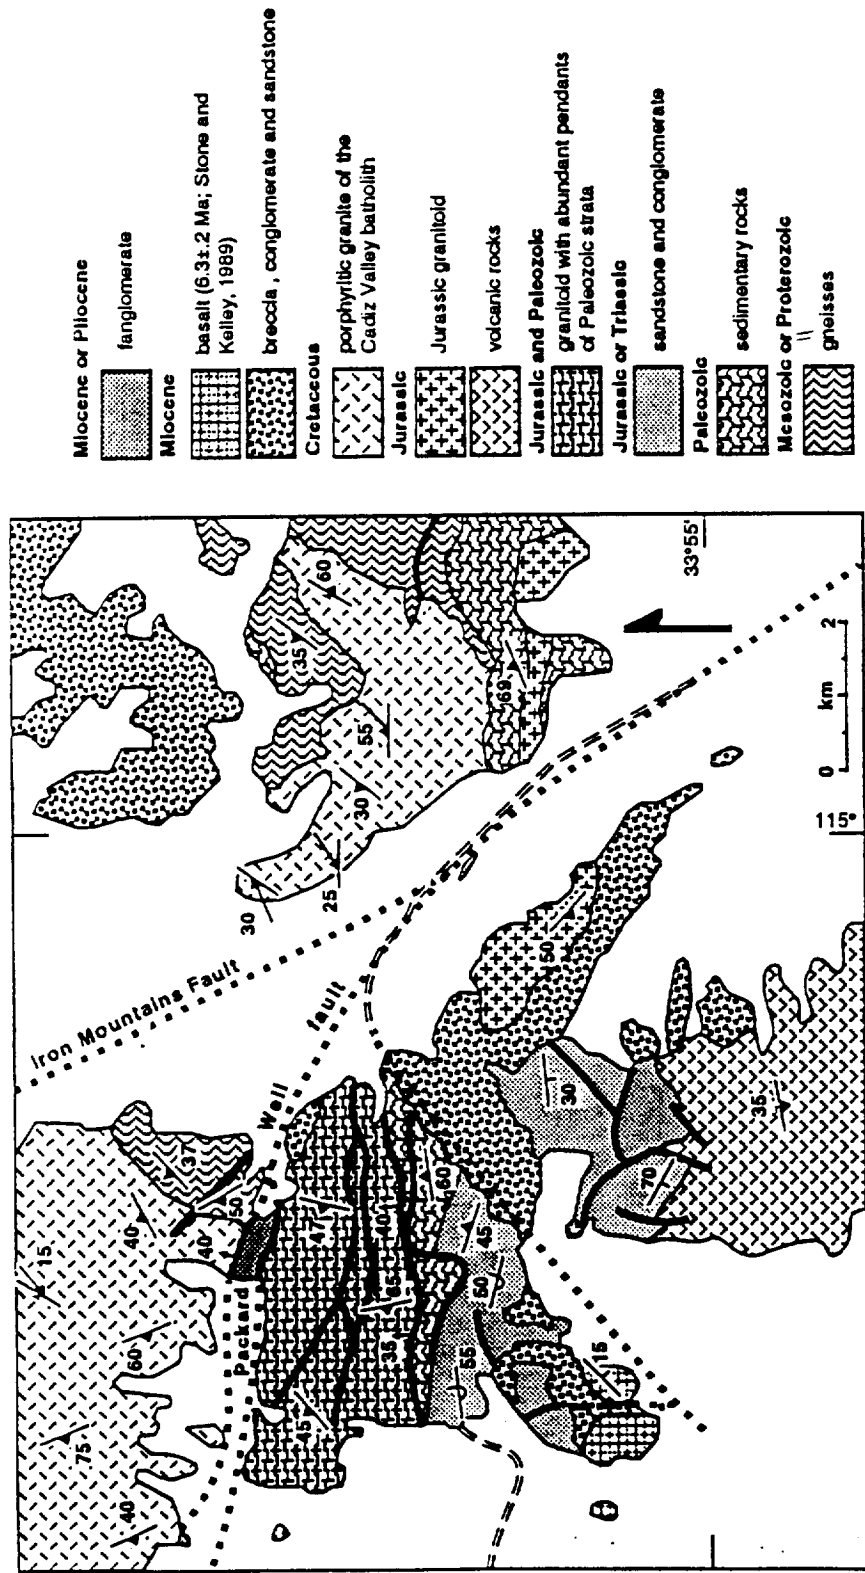 Miocene or Pliocene
fanglomerate
Miocene
basalt (6.3±.2 Ma; Stone and
Kelley, 1989)
breccia, conglomerate and sandstone
Cretaceous
porphyritic granite of the
Cadiz Valley batholith
Jurassic
Jurassic granitoid
volcanic rocks
Jurassic and Paleozoic
granitoid with abundant pendants
of Paleozoic strata
Jurassic or Triassic
sandstone and conglomerate
Paleozoic
sedimentary rocks
Mesozoic or Proterozoic
gneisses
Iron Mountains Fault
Packard Well fault
33°55'
115°
0 km 2
15
40
60
75
40
40
50
37
47
45
40
85
35
60
45
50
55
15
30
70
35
50
30
25
30
55
35
60
69